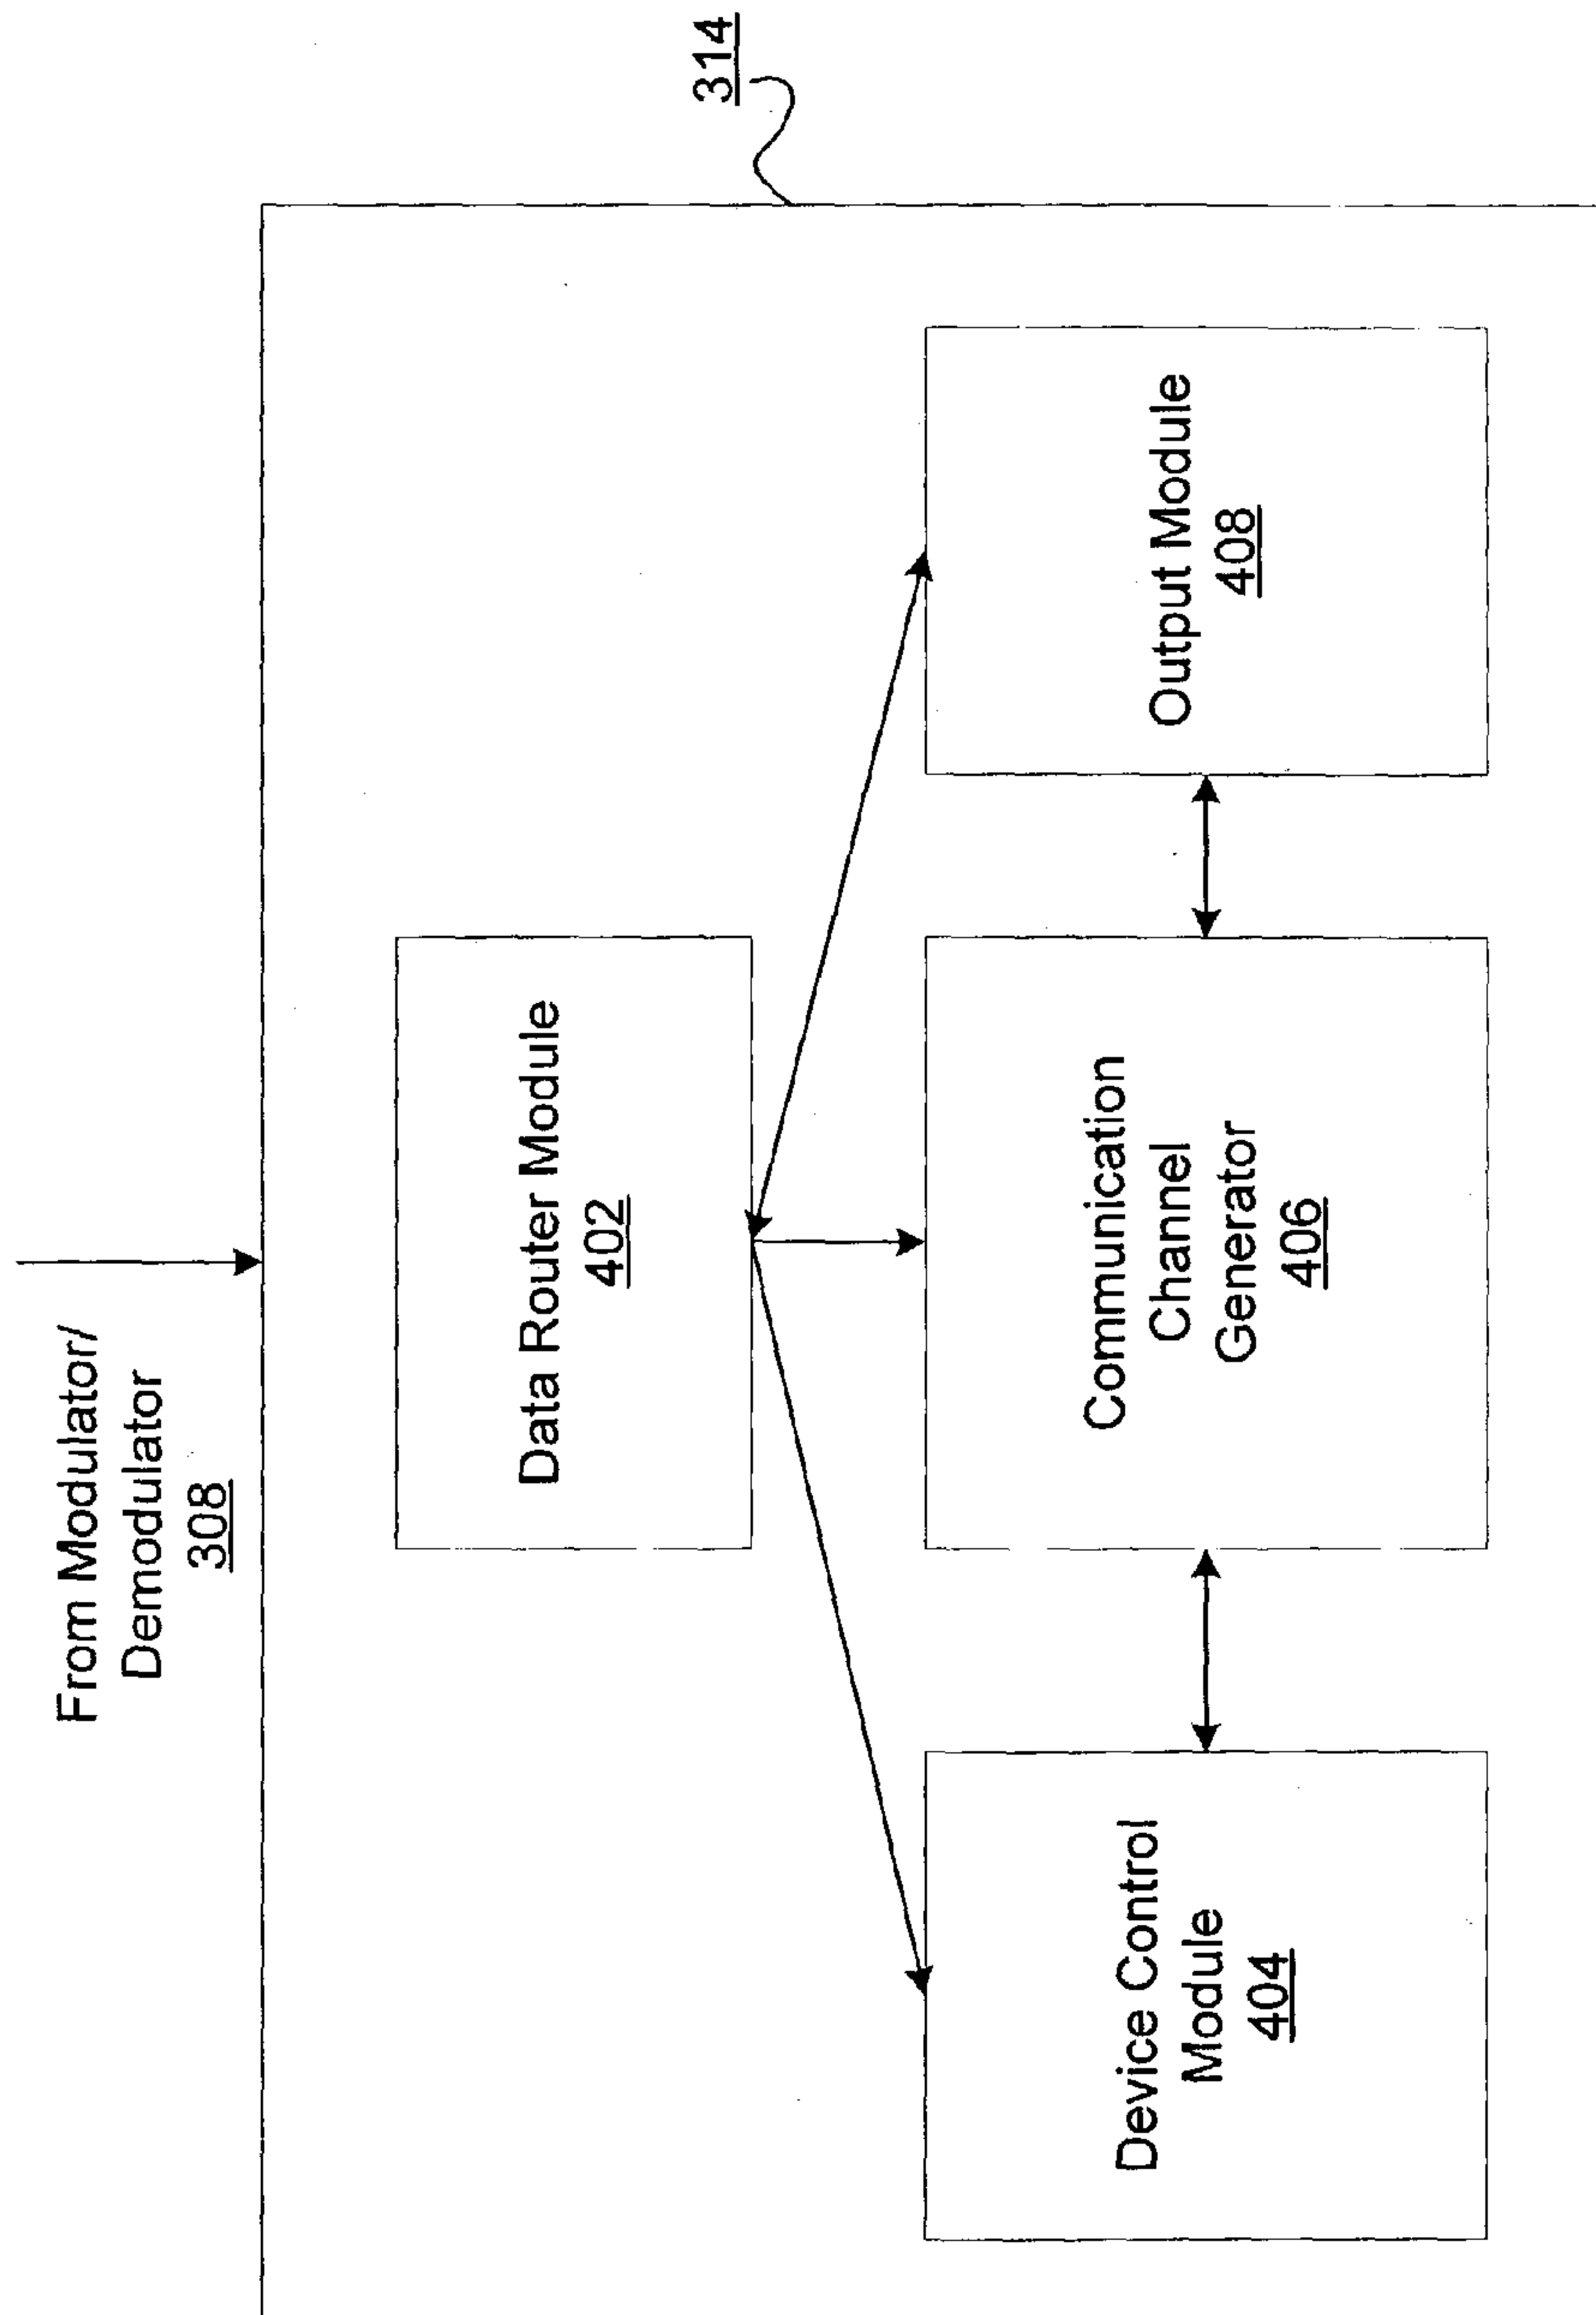 From Modulator/
Demodulator
308
314
Data Router Module
402
Device Control
Module
404
Communication
Channel
Generator
406
Output Module
408